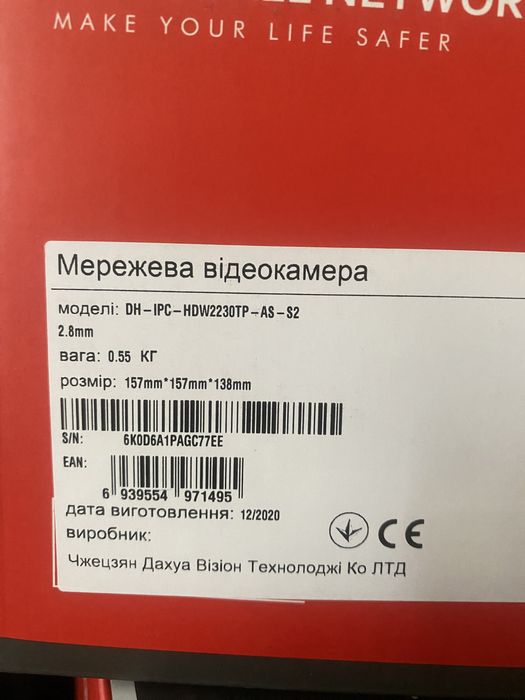 NETWOR
MAKE YOUR LIFE SAFER
Мережева відеокамера
моделі: DH-IPC-HDW2230TP-AS-S2
2.8mm
вага: 0.55 КГ
розмір: 157mm*157mm*138mm
S/N: 6K0D6A1PAGC77EE
EAN:
6 939554 971495
дата виготовлення: 12/2020
виробник:
CE
Чжецзян Дахуа Візіон Технолоджі Ко ЛТД